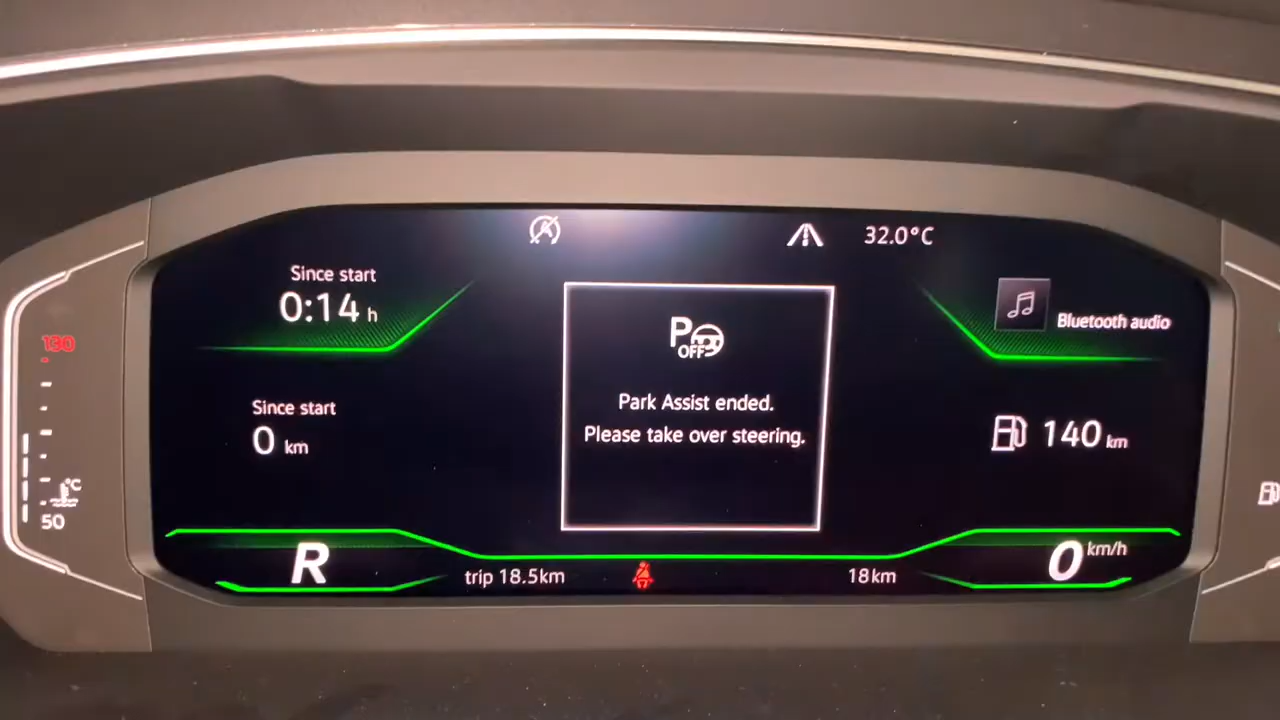 32.0°C
Since start
0:14 h
Bluetooth audio
130
P
OFF
Park Assist ended.
Please take over steering.
Since start
0 km
140 km
°C
50
R
trip 18.5km
18km
0 km/h